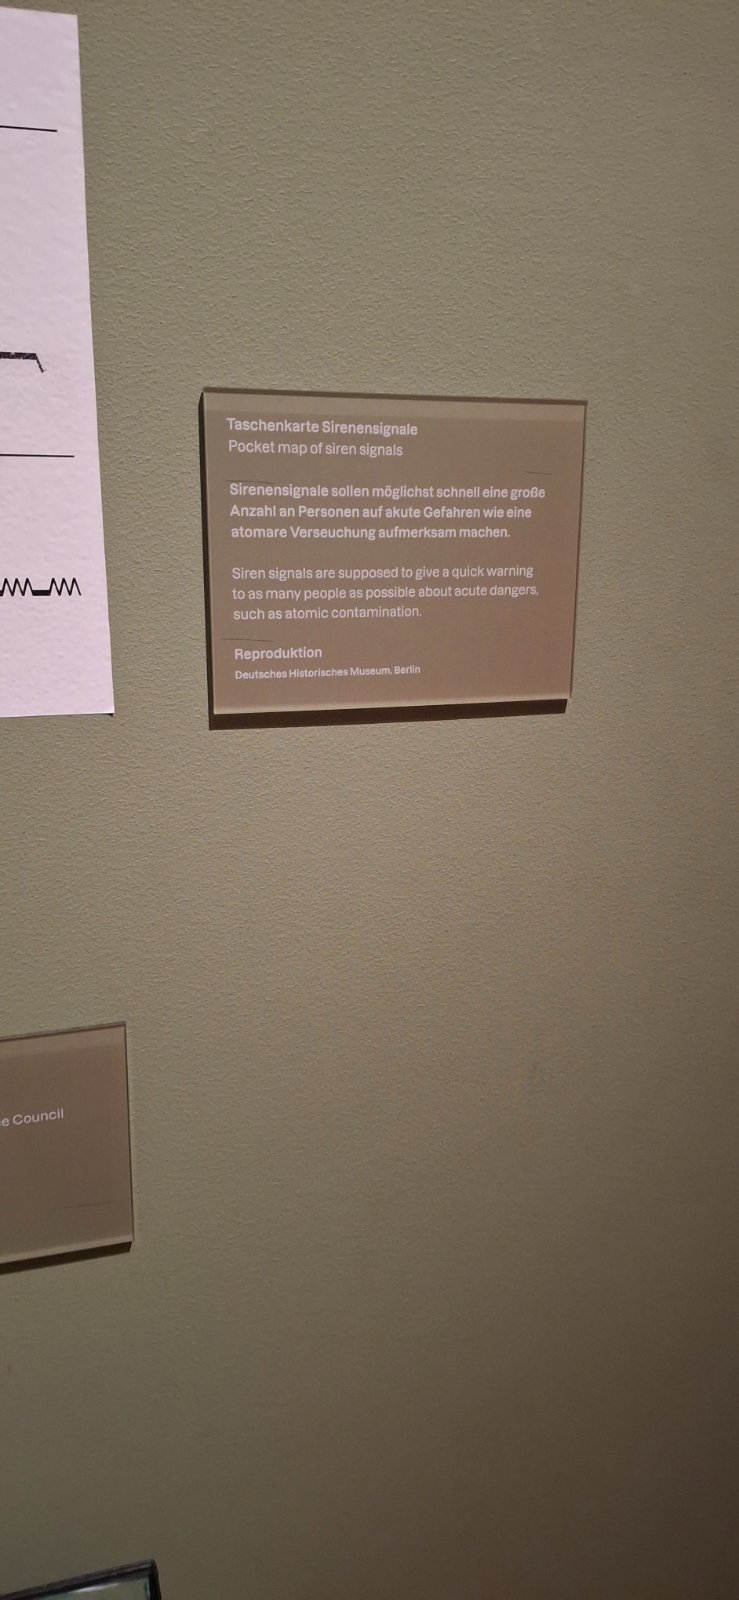 Taschenkarte Sirenensignale
Pocket map of siren signals
Sirenensignale sollen möglichst schnell eine große
Anzahl an Personen auf akute Gefahren wie eine
atomare Verseuchung aufmerksam machen.
Siren signals are supposed to give a quick warning
to as many people as possible about acute dangers,
such as atomic contamination.
Reproduktion
Deutsches Historisches Museum, Berlin
Council